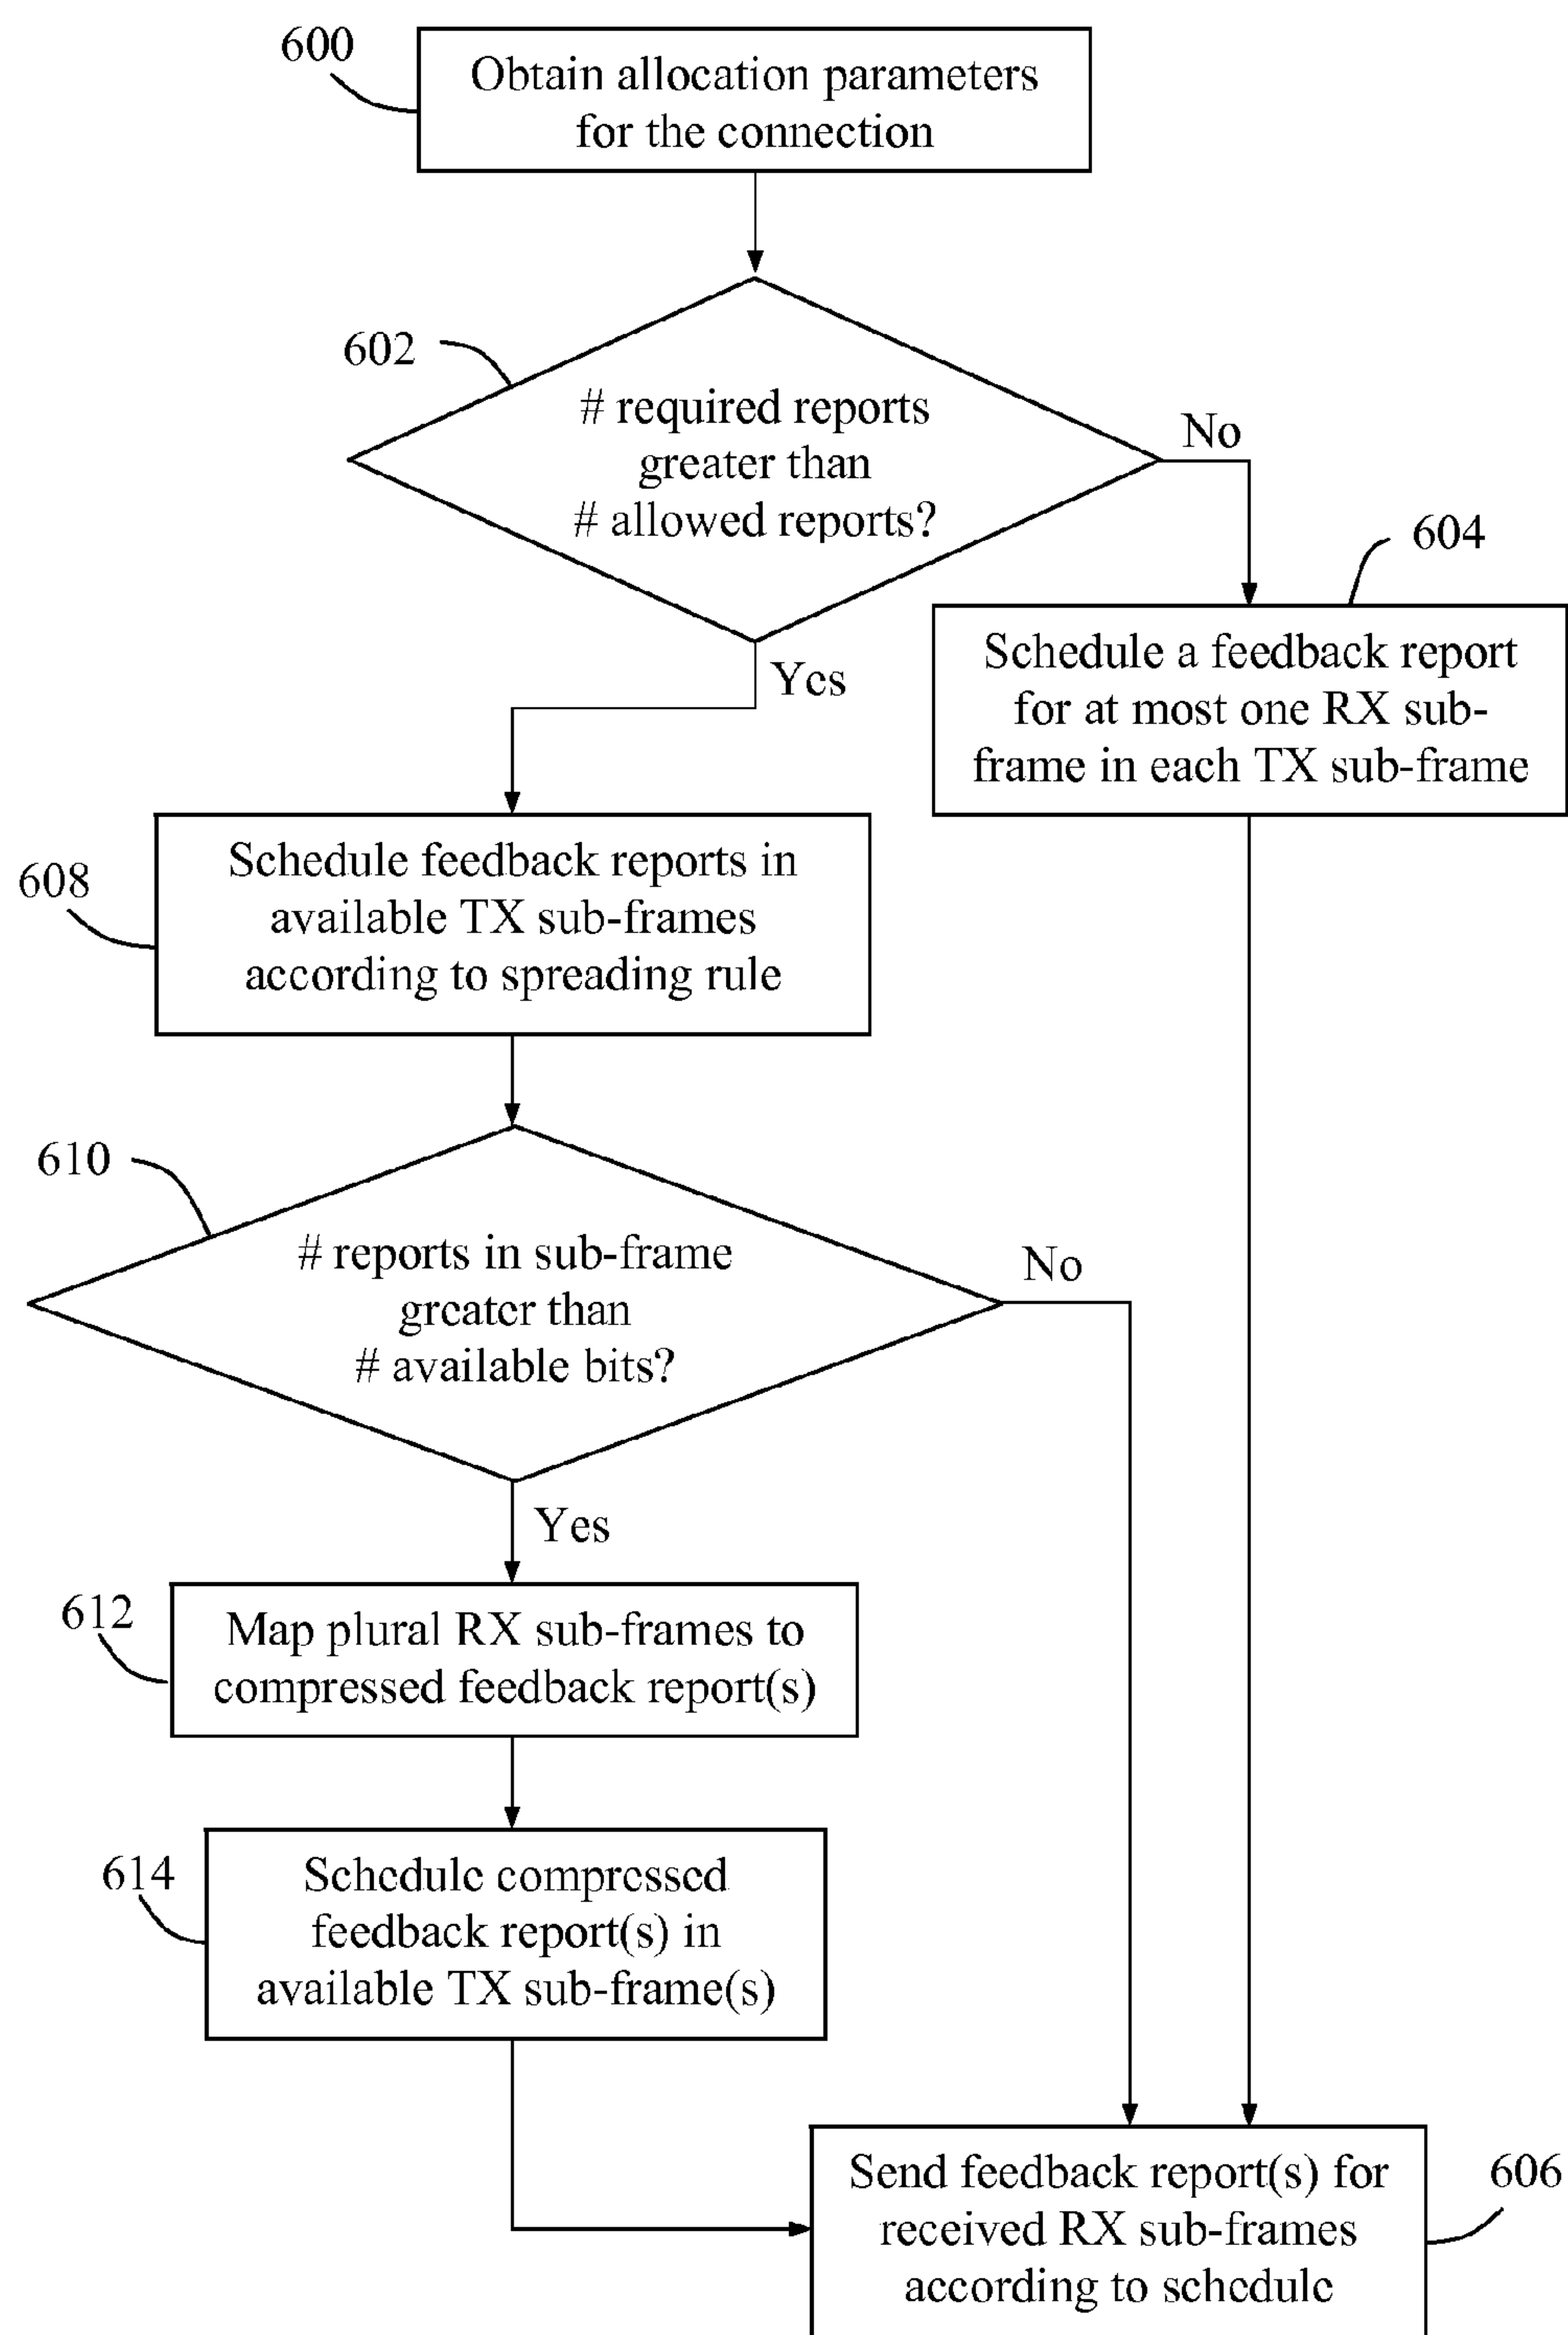 600
Obtain allocation parameters
for the connection
602
# required reports
greater than
# allowed reports?
No
604
Schedule a feedback report
for at most one RX sub-
frame in each TX sub-frame
Yes
608
Schedule feedback reports in
available TX sub-frames
according to spreading rule
610
# reports in sub-frame
greater than
# available bits?
No
Yes
612
Map plural RX sub-frames to
compressed feedback report(s)
614
Schedule compressed
feedback report(s) in
available TX sub-frame(s)
Send feedback report(s) for
received RX sub-frames
according to schedule
606